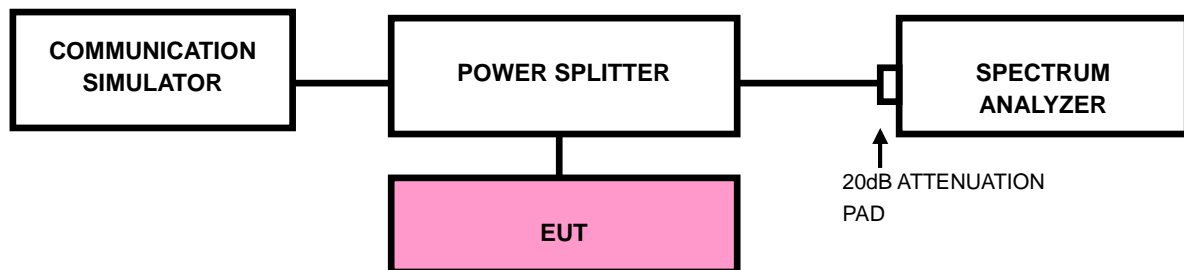 COMMUNICATION
SIMULATOR
POWER SPLITTER
SPECTRUM
ANALYZER
20dB ATTENUATION
PAD
EUT